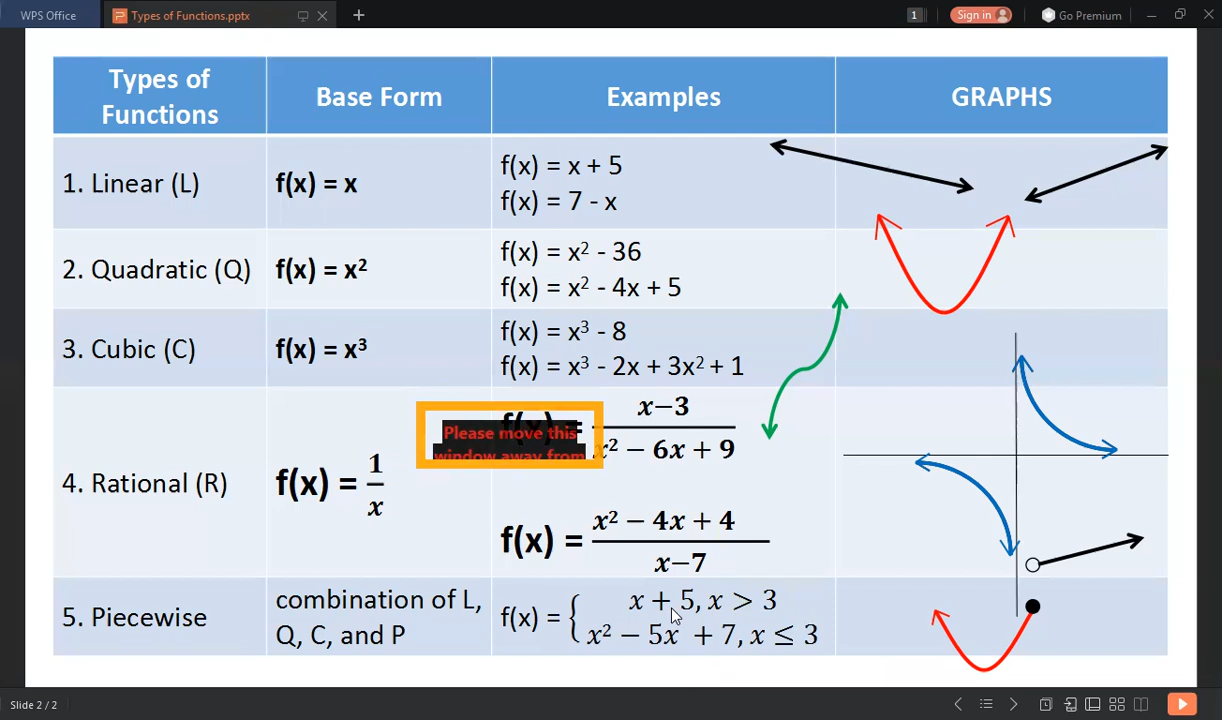 WPS Office
Types of Functions.pptx
1
Sign in
Go Premium
Types of Functions
Base Form
Examples
GRAPHS
1. Linear (L)
f(x) = x
f(x) = x + 5
f(x) = 7 - x
2. Quadratic (Q)
f(x) = x²
f(x) = x² - 36
f(x) = x² - 4x + 5
3. Cubic (C)
f(x) = x³
f(x) = x³ - 8
f(x) = x³ - 2x + 3x² + 1
4. Rational (R)
f(x) = 1/x
f(x) = x−3 / x² − 6x + 9
Please move this
window away from
f(x) = x² − 4x + 4 / x−7
5. Piecewise
combination of L,
Q, C, and P
f(x) = { x + 5, x > 3
x² − 5x + 7, x ≤ 3
Slide 2 / 2